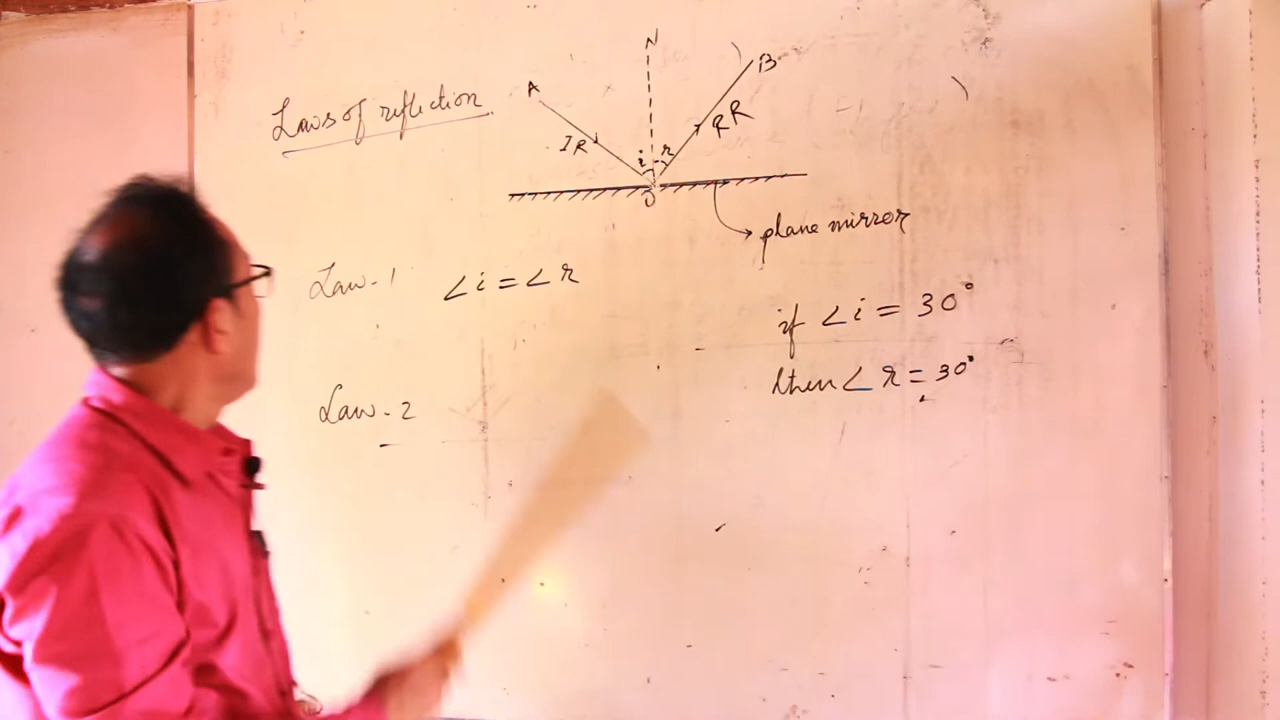 Laws of reflection
N
A
B
IR
RR
i
r
O
plane mirror
Law-1 ∠i = ∠r
if ∠i = 30°
then ∠r = 30°
Law-2